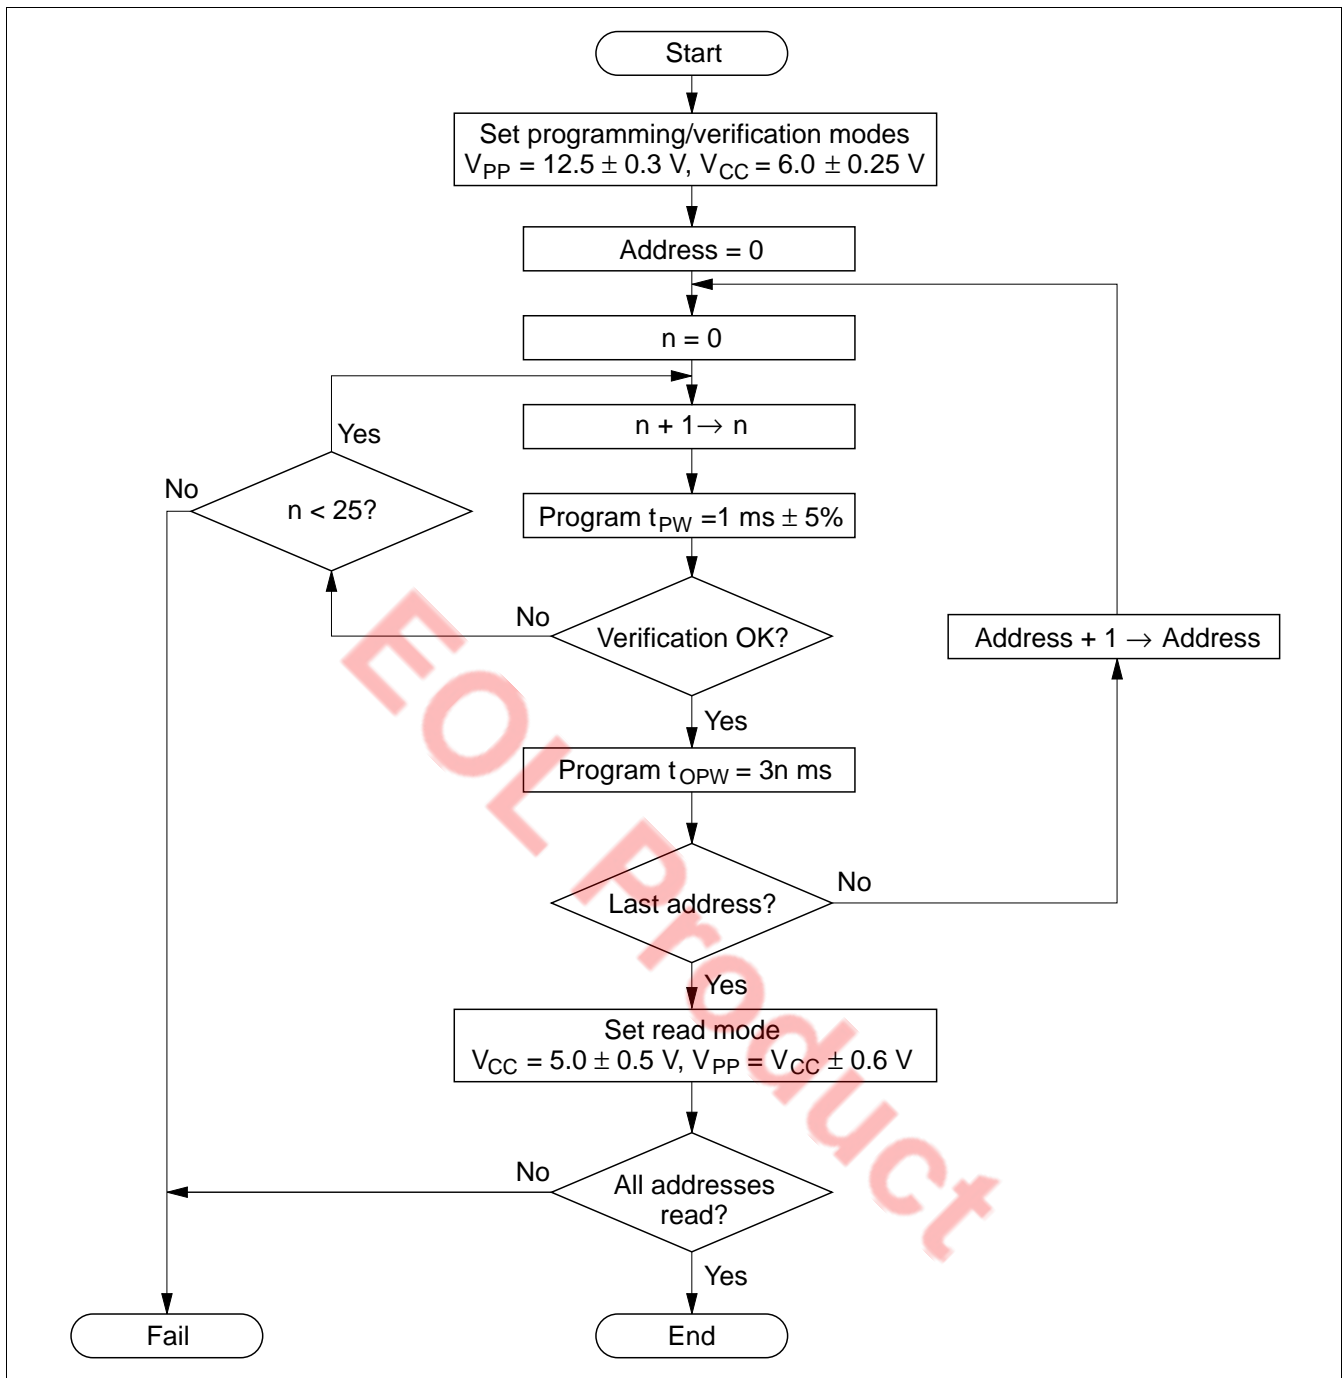 Start
Set programming/verification modes
VPP = 12.5 ± 0.3 V, VCC = 6.0 ± 0.25 V
Address = 0
n = 0
n + 1→ n
Yes
No
n < 25?
Program tPW =1 ms ± 5%
No
Verification OK?
Address + 1 → Address
Yes
Program tOPW = 3n ms
Last address?
No
Yes
Set read mode
VCC = 5.0 ± 0.5 V, VPP = VCC ± 0.6 V
No
All addresses
read?
Yes
Fail
End
EOL Product